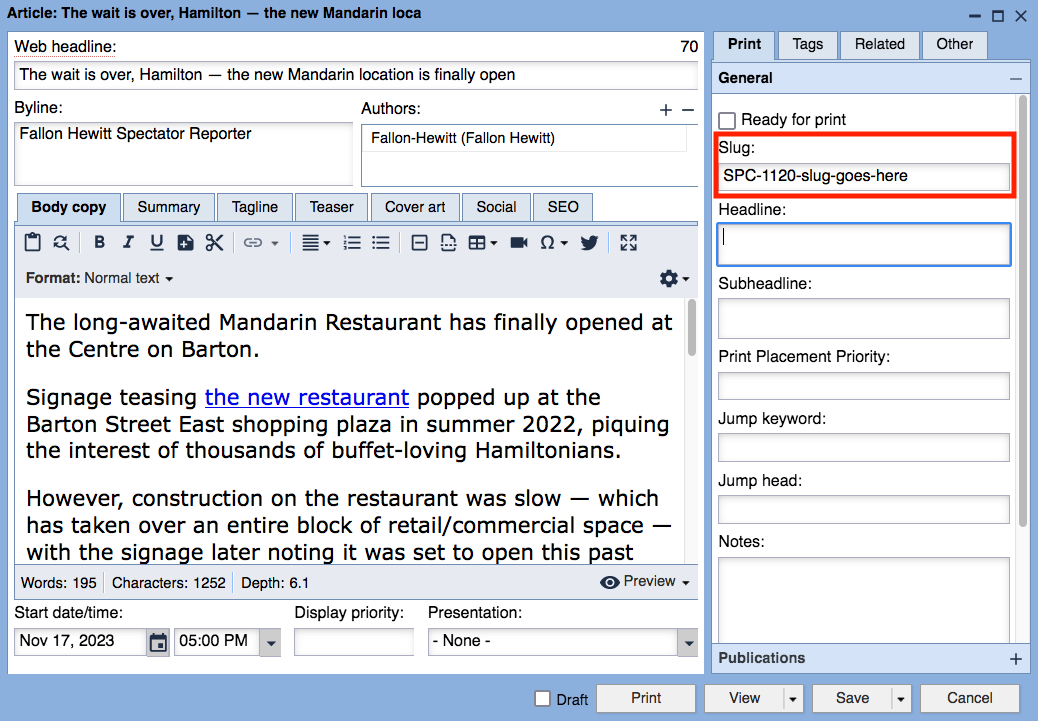 Article: The wait is over, Hamilton — the new Mandarin loca
Web headline: 70
The wait is over, Hamilton — the new Mandarin location is finally open
Byline:
Fallon Hewitt Spectator Reporter
Authors:
Fallon-Hewitt (Fallon Hewitt)
Body copy Summary Tagline Teaser Cover art Social SEO
B I U
Format: Normal text
The long-awaited Mandarin Restaurant has finally opened at
the Centre on Barton.
Signage teasing the new restaurant popped up at the
Barton Street East shopping plaza in summer 2022, piquing
the interest of thousands of buffet-loving Hamiltonians.
However, construction on the restaurant was slow — which
has taken over an entire block of retail/commercial space —
with the signage later noting it was set to open this past
Words: 195 Characters: 1252 Depth: 6.1 Preview
Start date/time: Display priority: Presentation:
Nov 17, 2023 05:00 PM - None -
Print Tags Related Other
General
Ready for print
Slug:
SPC-1120-slug-goes-here
Headline:
Subheadline:
Print Placement Priority:
Jump keyword:
Jump head:
Notes:
Publications
Draft Print View Save Cancel